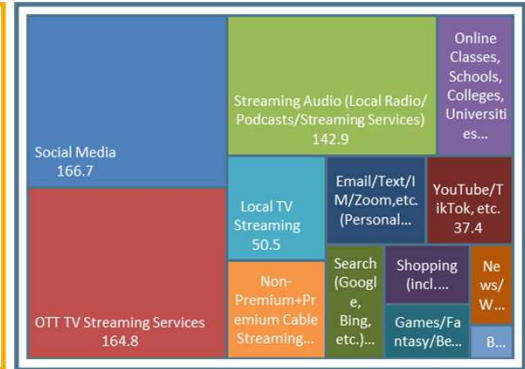 Social Media
166.7
OTT TV Streaming Services
164.8
Streaming Audio (Local Radio/
Podcasts/Streaming Services)
142.9
Online
Classes,
Schools,
Colleges,
Universiti
es...
Local TV
Streaming
50.5
Non-
Premium+Pr
emium Cable
Streaming...
Email/Text/I
M/Zoom,etc.
(Personal...
YouTube/T
ikTok, etc.
37.4
Search
(Googl
e,
Bing,
etc.)...
Shopping
(incl....
Games/Fa
ntasy/Be...
Ne
ws/
W...
B...